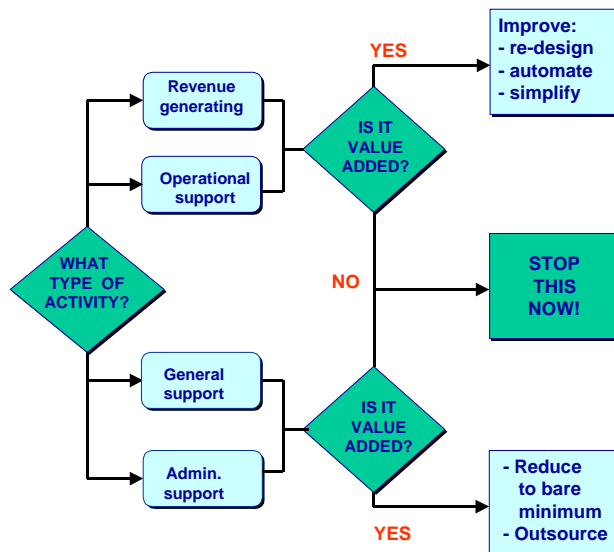 WHAT
TYPE OF
ACTIVITY?
Revenue
generating
Operational
support
General
support
Admin.
support
IS IT
VALUE
ADDED?
YES
NO
IS IT
VALUE
ADDED?
YES
Improve:
- re-design
- automate
- simplify
STOP
THIS
NOW!
- Reduce
to bare
minimum
- Outsource